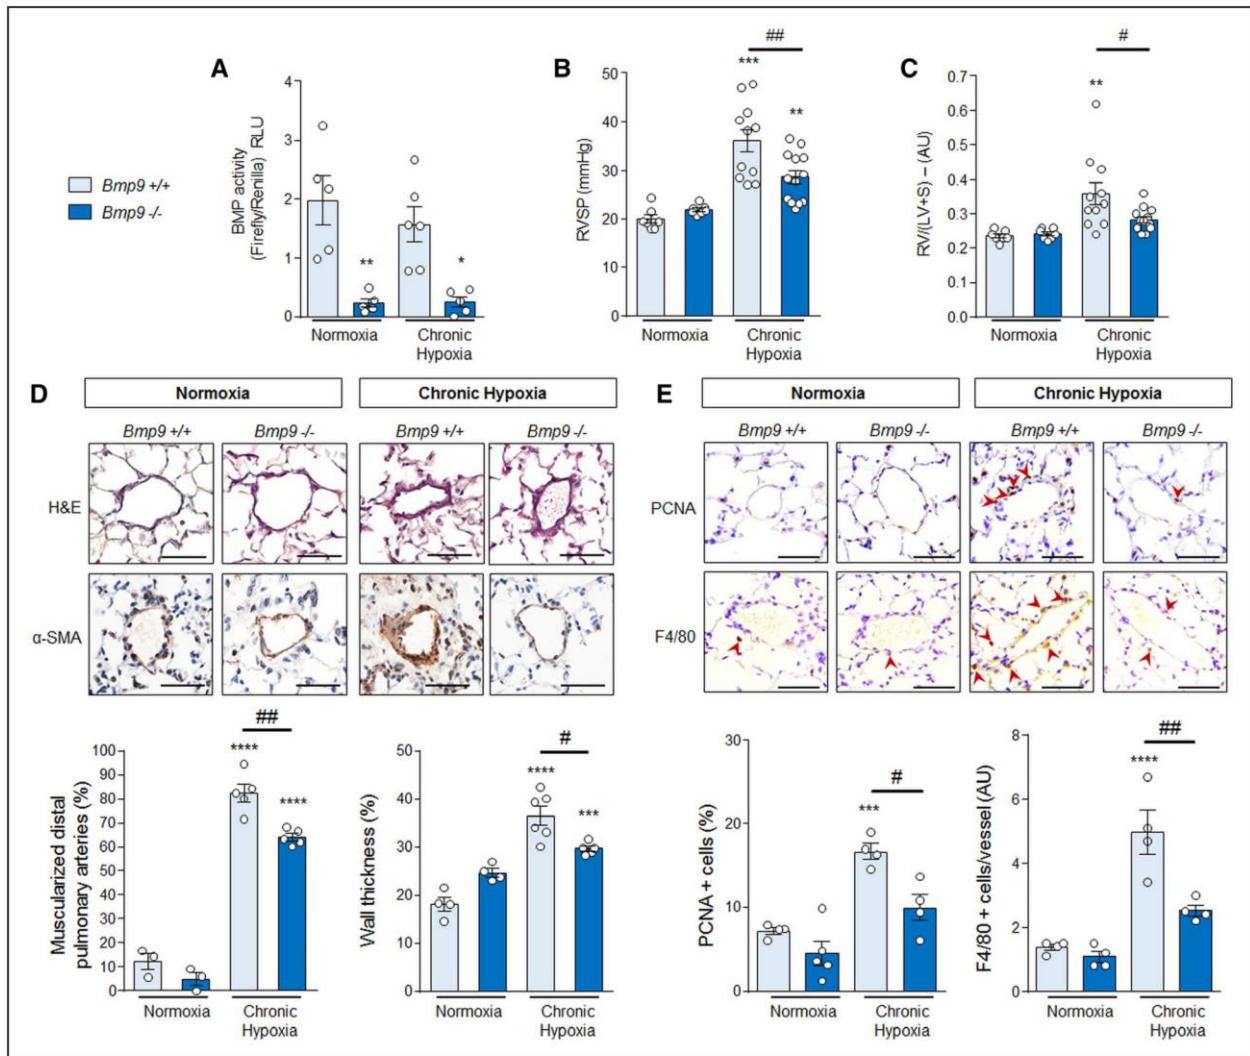 Bmp9 +/+
Bmp9 -/-
A
BMP activity
(Firefly/Renilla) RLU
4
3
2
1
0
**
*
Normoxia
Chronic
Hypoxia
B
RVSP (mmHg)
50
40
30
20
10
0
##
***
**
Normoxia
Chronic
Hypoxia
C
RV/(LV+S) – (AU)
0.7
0.6
0.5
0.4
0.3
0.2
0.1
0.0
#
**
Normoxia
Chronic
Hypoxia
D
Normoxia
Chronic Hypoxia
Bmp9 +/+
Bmp9 -/-
Bmp9 +/+
Bmp9 -/-
H&E
α-SMA
Muscularized distal
pulmonary arteries (%)
100
90
80
70
60
50
40
30
20
10
0
##
****
****
Normoxia
Chronic
Hypoxia
Wall thickness (%)
50
40
30
20
10
0
#
****
***
Normoxia
Chronic
Hypoxia
E
Normoxia
Chronic Hypoxia
Bmp9 +/+
Bmp9 -/-
Bmp9 +/+
Bmp9 -/-
PCNA
F4/80
PCNA + cells (%)
30
20
10
0
#
***
Normoxia
Chronic
Hypoxia
F4/80 + cells/vessel (AU)
8
6
4
2
0
##
****
Normoxia
Chronic
Hypoxia